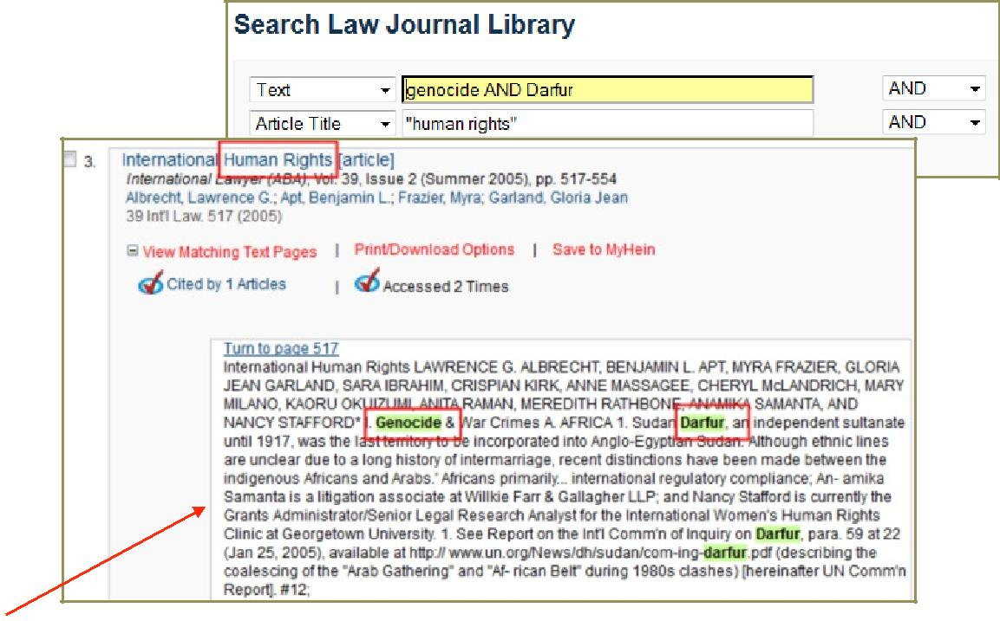 Search Law Journal Library
Text genocide AND Darfur AND
Article Title "human rights" AND
3. International Human Rights [article]
International Lawyer (ABA), Vol. 39, Issue 2 (Summer 2005), pp. 517-554
Albrecht, Lawrence G.; Apt, Benjamin L.; Frazier, Myra; Garland, Gloria Jean
39 Int'l Law. 517 (2005)
View Matching Text Pages | Print/Download Options | Save to MyHein
Cited by 1 Articles | Accessed 2 Times
Turn to page 517
International Human Rights LAWRENCE G. ALBRECHT, BENJAMIN L. APT, MYRA FRAZIER, GLORIA
JEAN GARLAND, SARA IBRAHIM, CRISPIAN KIRK, ANNE MASSAGEE, CHERYL McLANDRICH, MARY
MILANO, KAORU OKUIZUMI, ANITA RAMAN, MEREDITH RATHBONE, ANAMIKA SAMANTA, AND
NANCY STAFFORD* I. Genocide & War Crimes A. AFRICA 1. Sudan Darfur, an independent sultanate
until 1917, was the last territory to be incorporated into Anglo-Egyptian Sudan. Although ethnic lines
are unclear due to a long history of intermarriage, recent distinctions have been made between the
indigenous Africans and Arabs.' Africans primarily... international regulatory compliance; An- amika
Samanta is a litigation associate at Willkie Farr & Gallagher LLP; and Nancy Stafford is currently the
Grants Administrator/Senior Legal Research Analyst for the International Women's Human Rights
Clinic at Georgetown University. 1. See Report on the Int'l Comm'n of Inquiry on Darfur, para. 59 at 22
(Jan 25, 2005), available at http:// www.un.org/News/dh/sudan/com-ing-darfur.pdf (describing the
coalescing of the "Arab Gathering" and "Af- rican Belt" during 1980s clashes) [hereinafter UN Comm'n
Report]. #12;